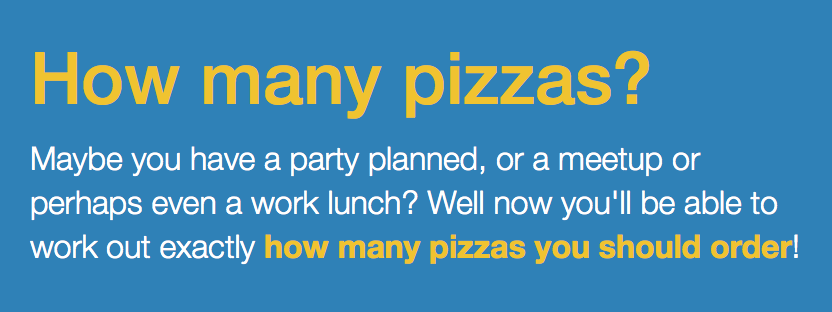 How many pizzas?
Maybe you have a party planned, or a meetup or
perhaps even a work lunch? Well now you'll be able to
work out exactly how many pizzas you should order!